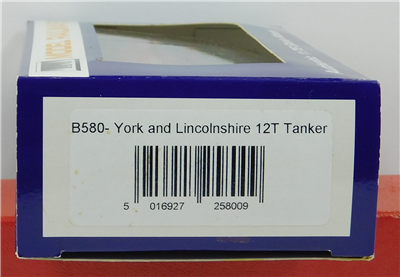 B580- York and Lincolnshire 12T Tanker
5 016927 258009